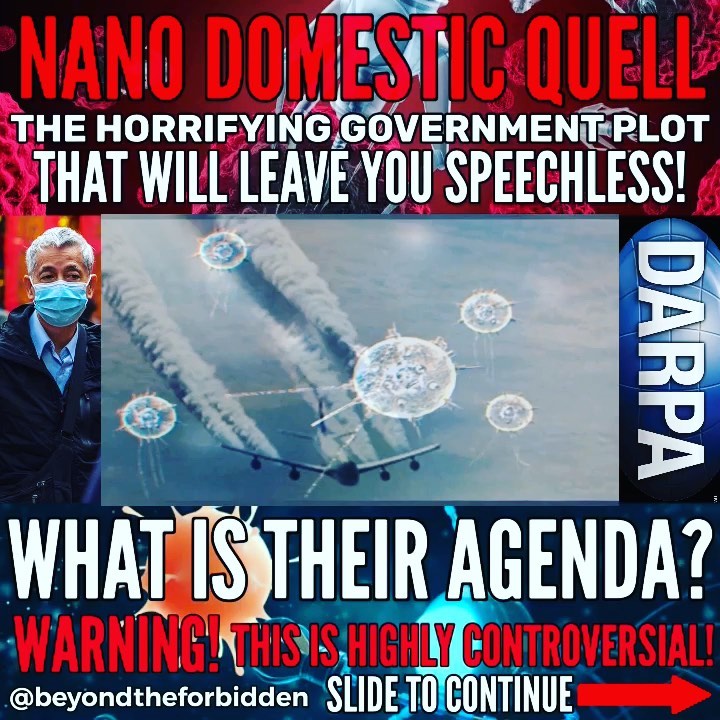 NANO DOMESTIC QUELL
THE HORRIFYING GOVERNMENT PLOT
THAT WILL LEAVE YOU SPEECHLESS!
DARPA
WHAT IS THEIR AGENDA?
WARNING! THIS IS HIGHLY CONTROVERSIAL!
@beyondtheforbidden SLIDE TO CONTINUE